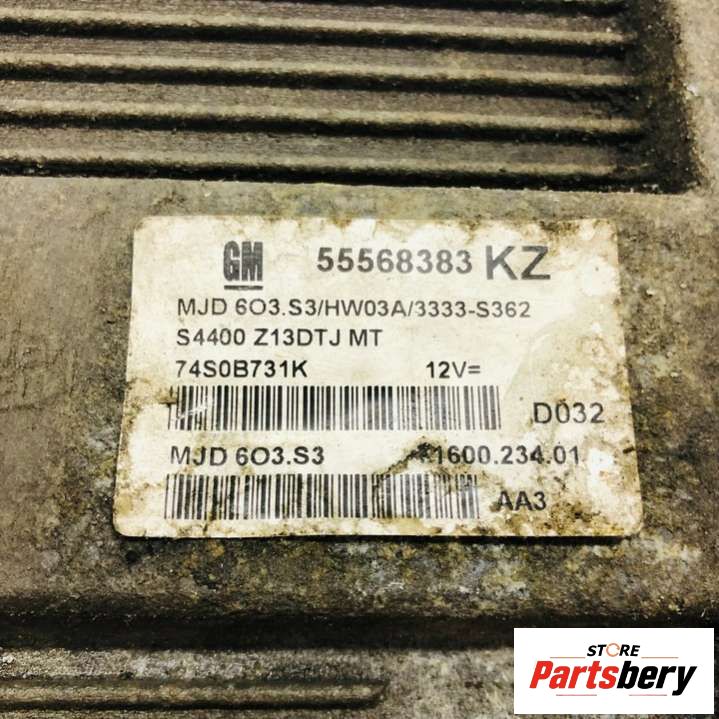 GM 55568383 KZ
MJD 6O3.S3/HW03A/3333-S362
S4400 Z13DTJ MT
74S0B731K 12V=
D032
MJD 6O3.S3 71600.234.01
AA3
STORE
Partsbery